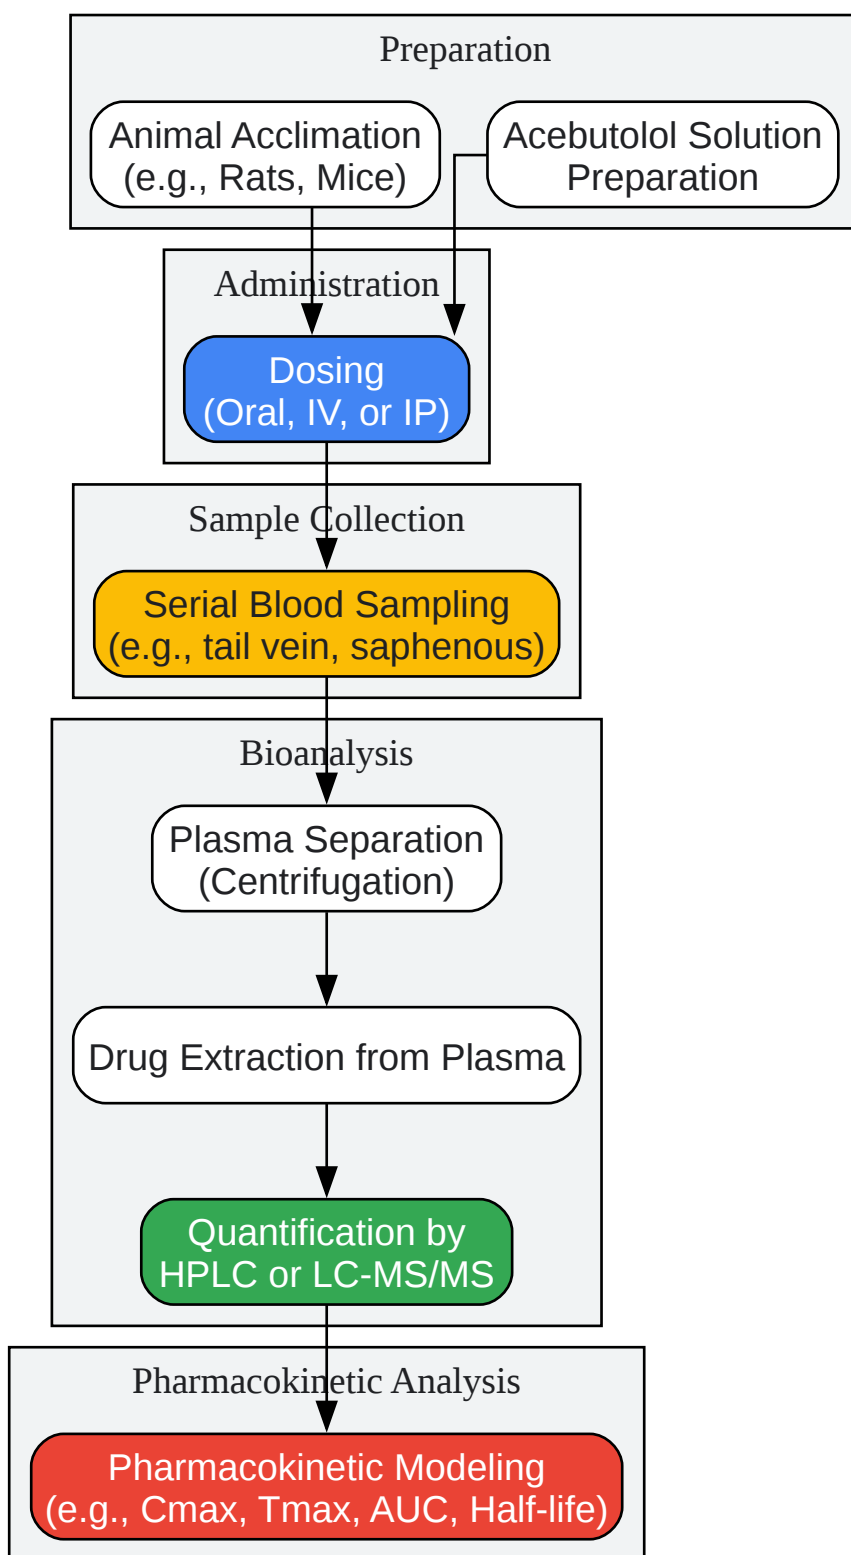 Preparation
Animal Acclimation
(e.g., Rats, Mice)
Acebutolol Solution
Preparation
Administration
Dosing
(Oral, IV, or IP)
Sample Collection
Serial Blood Sampling
(e.g., tail vein, saphenous)
Bioanalysis
Plasma Separation
(Centrifugation)
Drug Extraction from Plasma
Quantification by
HPLC or LC-MS/MS
Pharmacokinetic Analysis
Pharmacokinetic Modeling
(e.g., Cmax, Tmax, AUC, Half-life)